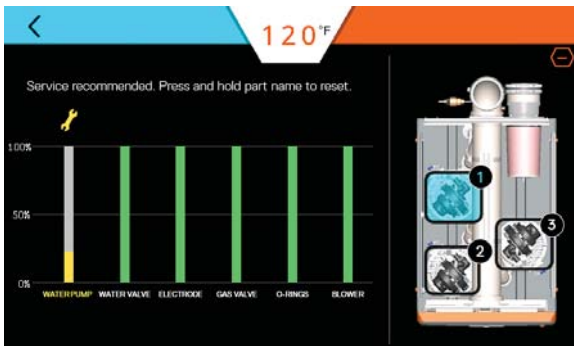 120°F
Service recommended. Press and hold part name to reset.
100%
50%
0%
WATER PUMP WATER VALVE ELECTRODE GAS VALVE O-RINGS BLOWER
1
2
3